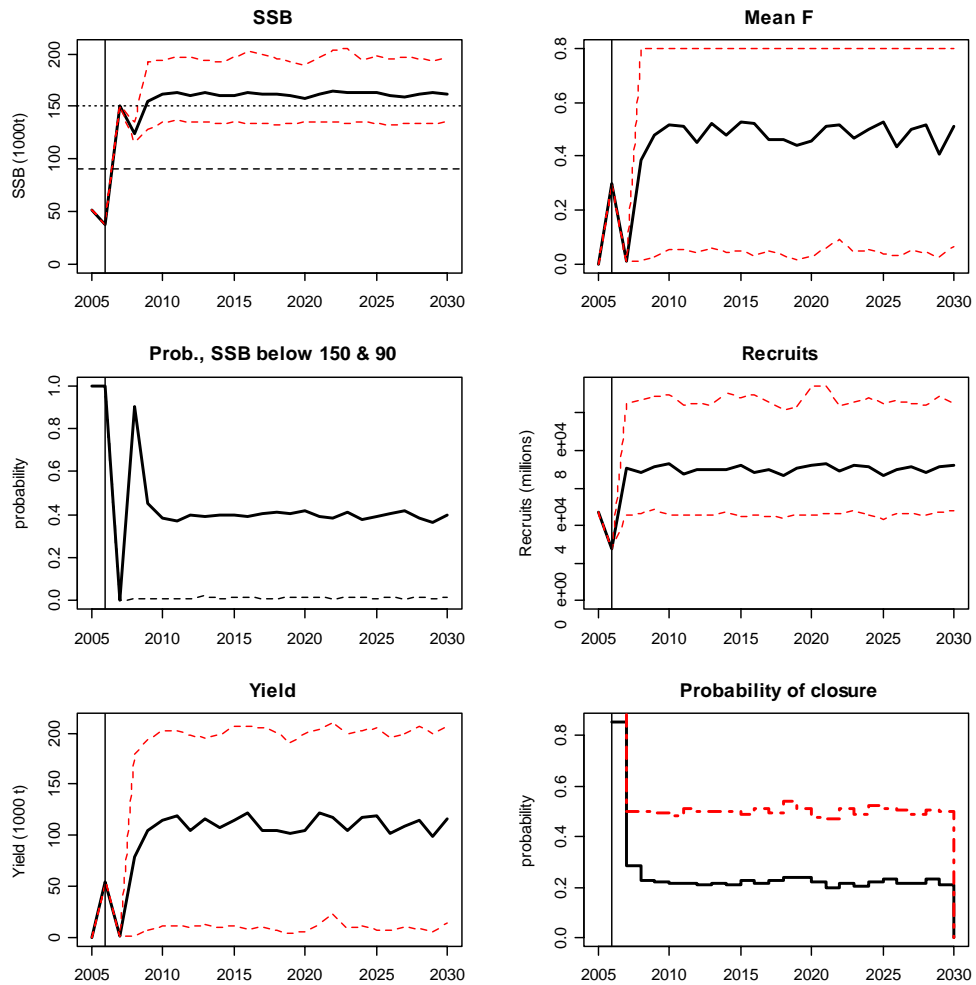 SSB
SSB (1000t)
200
150
100
50
0
2005 2010 2015 2020 2025 2030
Mean F
0.8
0.6
0.4
0.2
0.0
2005 2010 2015 2020 2025 2030
Prob., SSB below 150 & 90
probability
1.0
0.8
0.6
0.4
0.2
0.0
2005 2010 2015 2020 2025 2030
Recruits
Recruits (millions)
e+04
8
e+04
4
e+00
0
2005 2010 2015 2020 2025 2030
Yield
Yield (1000 t)
200
150
100
50
0
2005 2010 2015 2020 2025 2030
Probability of closure
probability
0.8
0.6
0.4
0.2
0.0
2005 2010 2015 2020 2025 2030